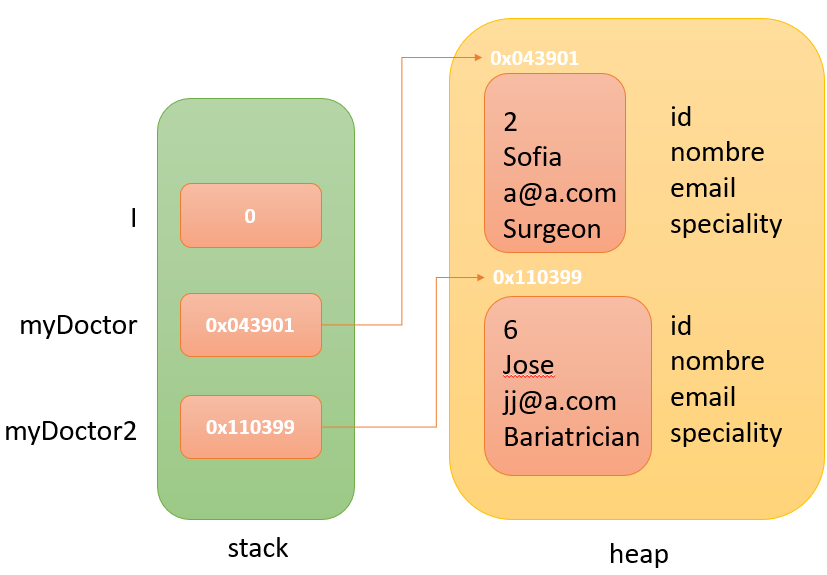 I
0
myDoctor
0x043901
myDoctor2
0x110399
stack
0x043901
2
Sofia
a@a.com
Surgeon
id
nombre
email
speciality
0x110399
6
Jose
jj@a.com
Bariatrician
id
nombre
email
speciality
heap